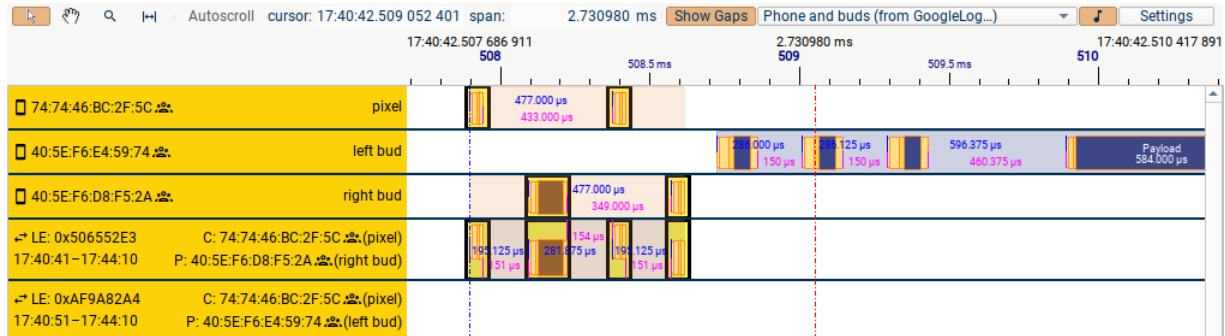 Autoscroll cursor: 17:40:42.509 052 401 span: 2.730980 ms Show Gaps Phone and buds (from GoogleLog...) Settings
17:40:42.507 686 911 2.730980 ms 17:40:42.510 417 891
508 509 510
508.5 ms 509.5 ms
74:74:46:BC:2F:5C pixel
477.000 µs
433.000 µs
40:5E:F6:E4:59:74 left bud
286.000 µs 286.125 µs 596.375 µs Payload
150 µs 150 µs 460.375 µs 584.000 µs
40:5E:F6:D8:F5:2A right bud
477.000 µs
349.000 µs
LE: 0x506552E3 C: 74:74:46:BC:2F:5C (pixel)
154 µs
195.125 µs 281.875 µs 195.125 µs
17:40:41–17:44:10 P: 40:5E:F6:D8:F5:2A (right bud)
151 µs 151 µs
LE: 0xAF9A82A4 C: 74:74:46:BC:2F:5C (pixel)
17:40:51–17:44:10 P: 40:5E:F6:E4:59:74 (left bud)